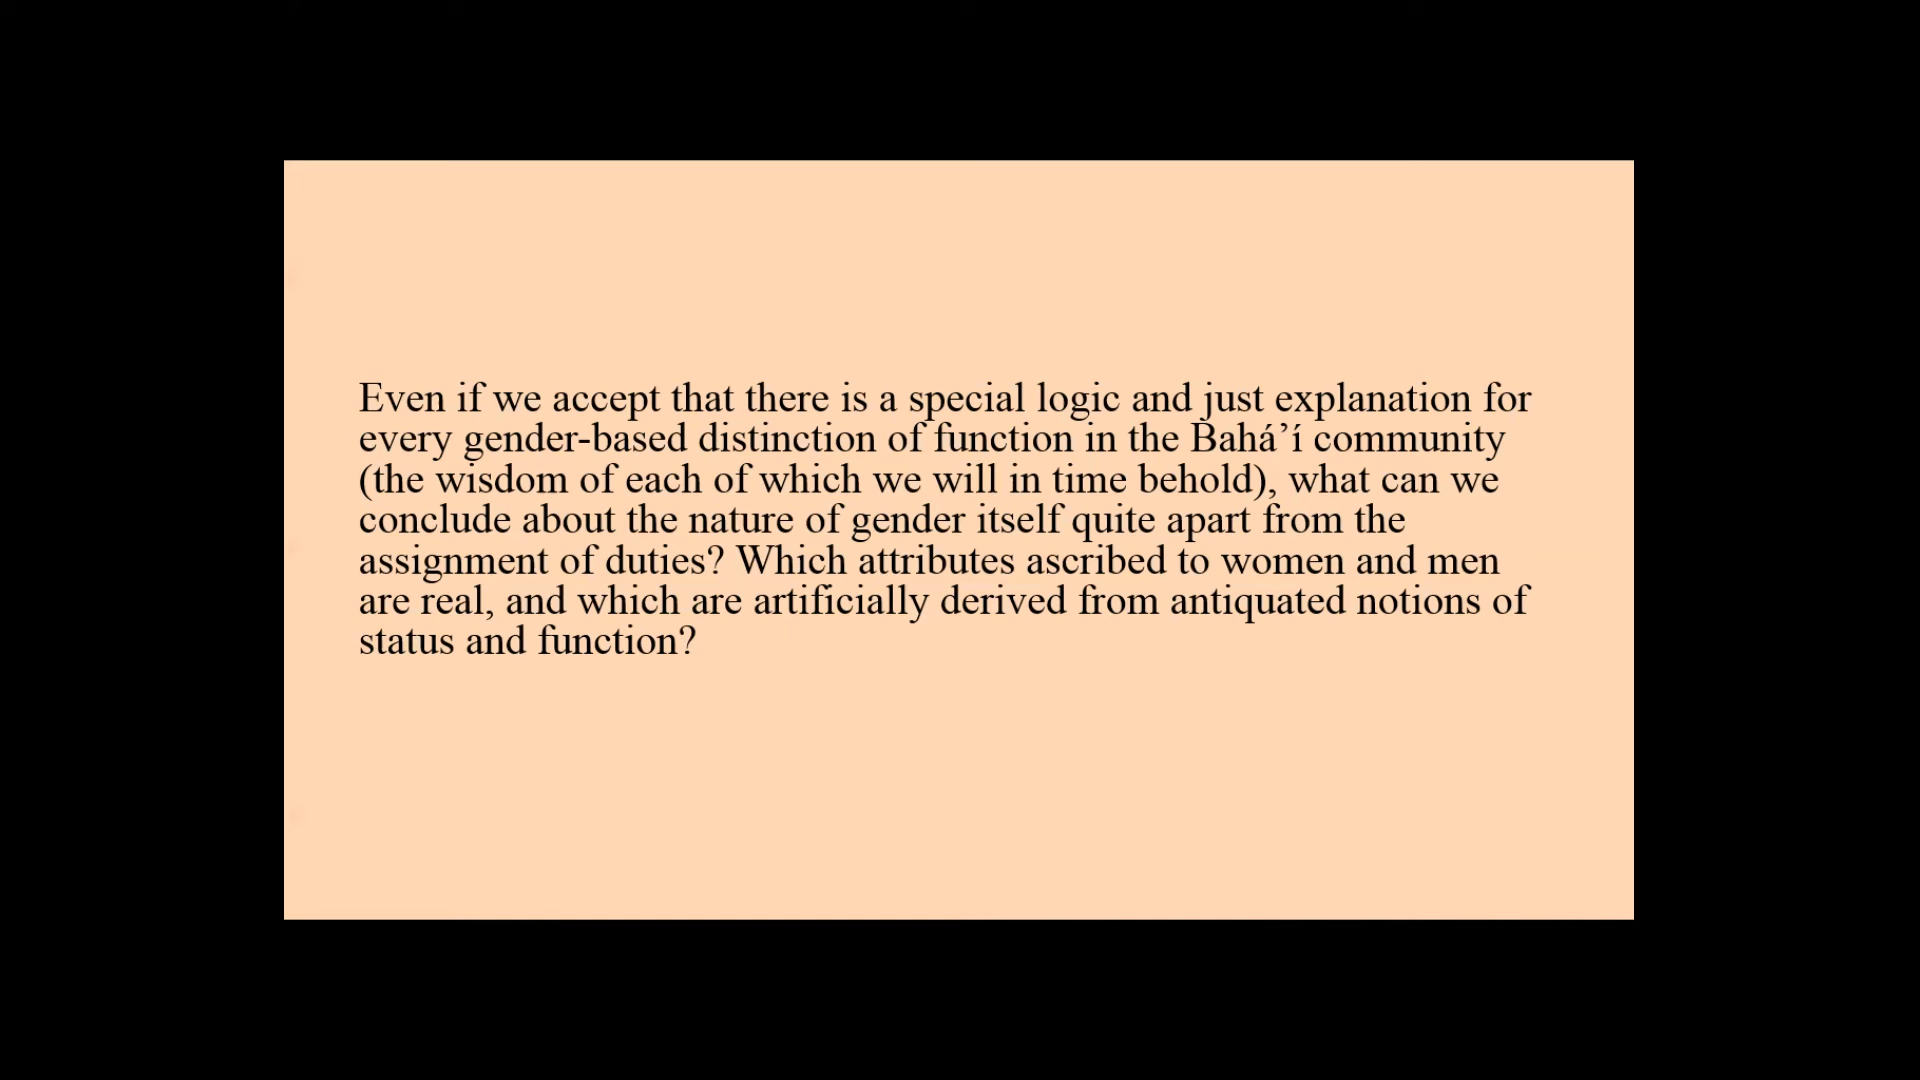 Even if we accept that there is a special logic and just explanation for
every gender-based distinction of function in the Bahá’í community
(the wisdom of each of which we will in time behold), what can we
conclude about the nature of gender itself quite apart from the
assignment of duties? Which attributes ascribed to women and men
are real, and which are artificially derived from antiquated notions of
status and function?